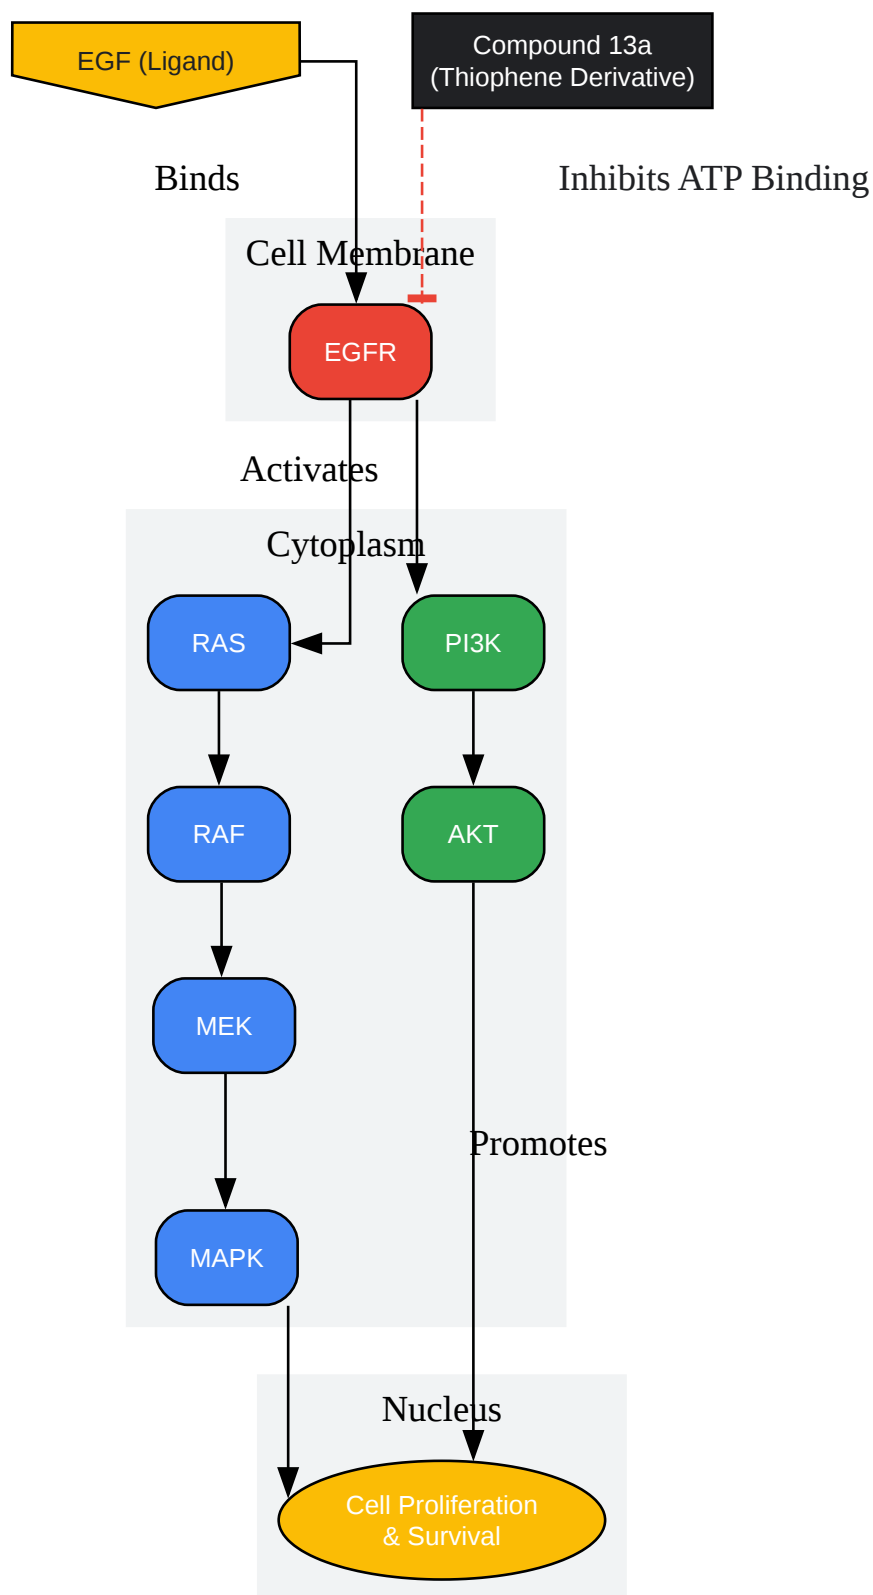 EGF (Ligand)
Compound 13a
(Thiophene Derivative)
Binds
Inhibits ATP Binding
Cell Membrane
EGFR
Activates
Cytoplasm
RAS
PI3K
RAF
AKT
MEK
Promotes
MAPK
Nucleus
Cell Proliferation
& Survival